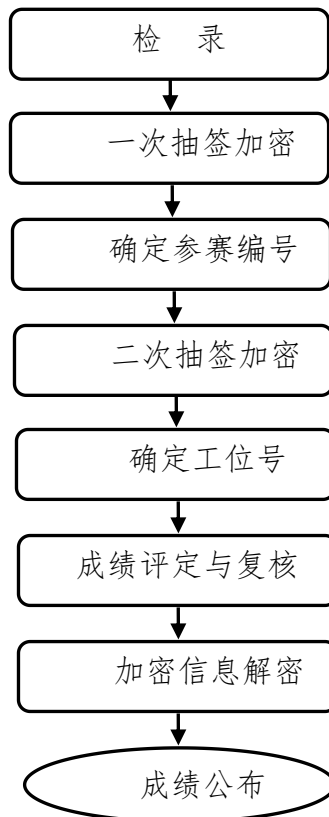 检 录
一次抽签加密
确定参赛编号
二次抽签加密
确定工位号
成绩评定与复核
加密信息解密
成绩公布